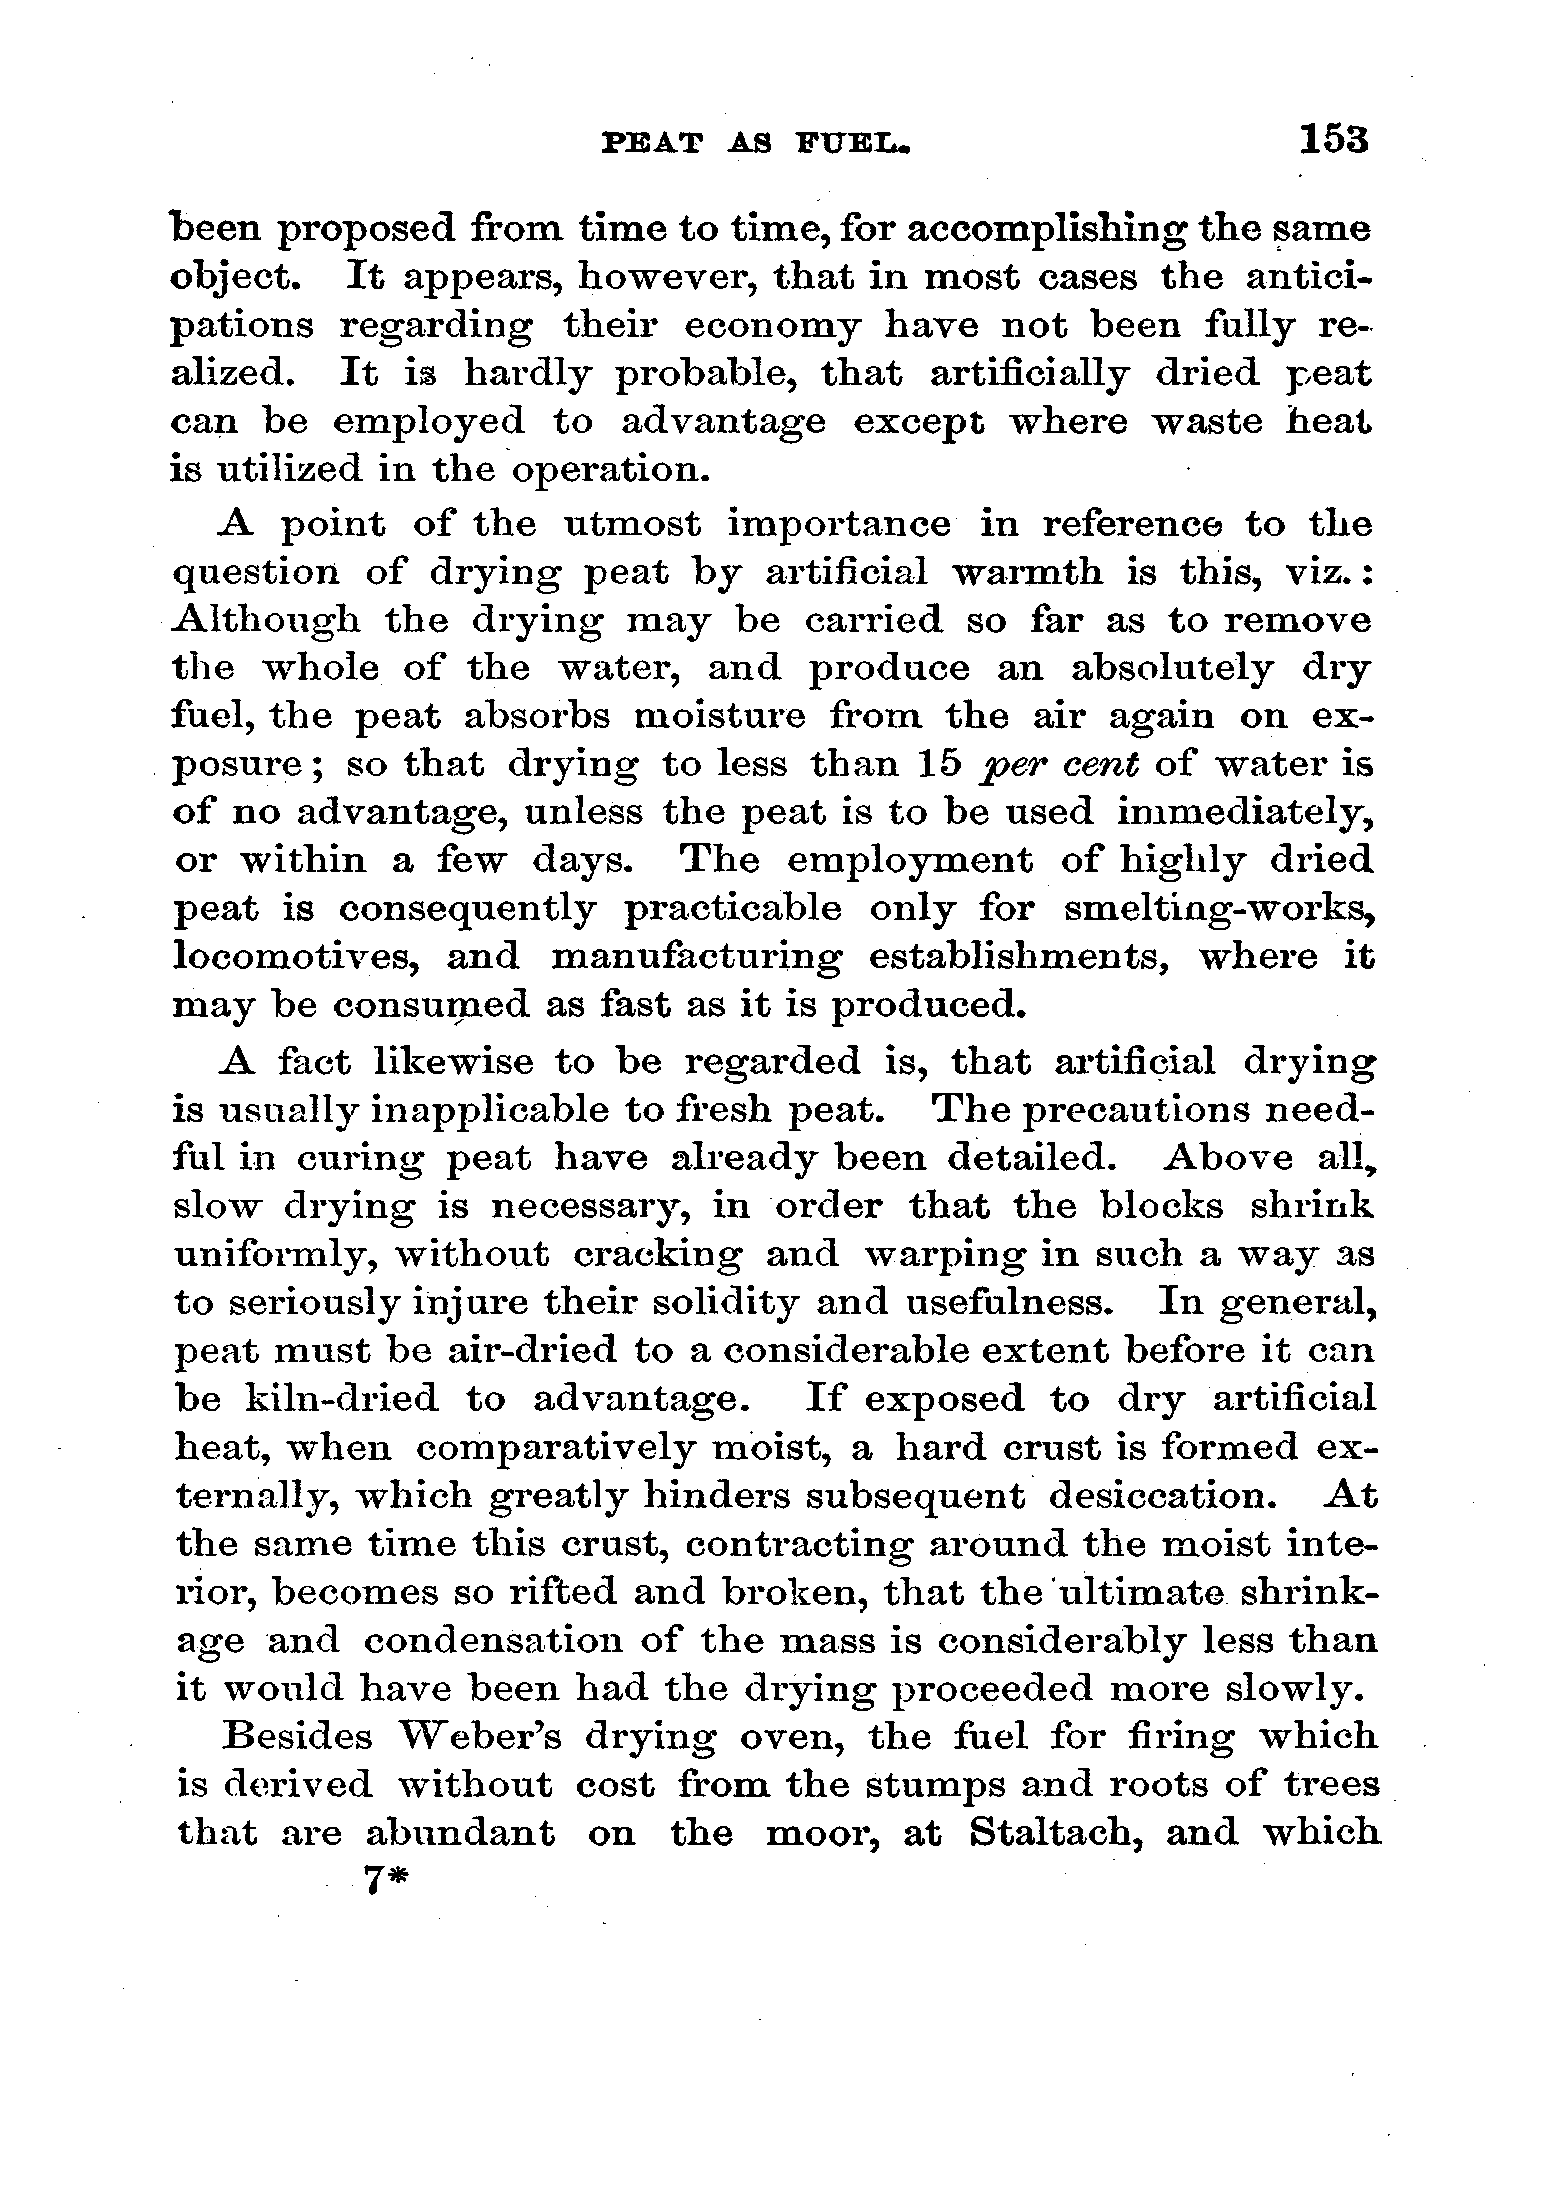 PEAT AS FUEL. 153
been proposed from time to time, for accomplishing the same
object. It appears, however, that in most cases the antici-
pations regarding their economy have not been fully re-
alized. It is hardly probable, that artificially dried peat
can be employed to advantage except where waste heat
is utilized in the operation.
A point of the utmost importance in reference to the
question of drying peat by artificial warmth is this, viz. :
Although the drying may be carried so far as to remove
the whole of the water, and produce an absolutely dry
fuel, the peat absorbs moisture from the air again on ex-
posure ; so that drying to less than 15 per cent of water is
of no advantage, unless the peat is to be used immediately,
or within a few days. The employment of highly dried
peat is consequently practicable only for smelting-works,
locomotives, and manufacturing establishments, where it
may be consumed as fast as it is produced.
A fact likewise to be regarded is, that artificial drying
is usually inapplicable to fresh peat. The precautions need-
ful in curing peat have already been detailed. Above all,
slow drying is necessary, in order that the blocks shrink
uniformly, without cracking and warping in such a way as
to seriously injure their solidity and usefulness. In general,
peat must be air-dried to a considerable extent before it can
be kiln-dried to advantage. If exposed to dry artificial
heat, when comparatively moist, a hard crust is formed ex-
ternally, which greatly hinders subsequent desiccation. At
the same time this crust, contracting around the moist inte-
rior, becomes so rifted and broken, that the ultimate shrink-
age and condensation of the mass is considerably less than
it would have been had the drying proceeded more slowly.
Besides Weber's drying oven, the fuel for firing which
is derived without cost from the stumps and roots of trees
that are abundant on the moor, at Staltach, and which
7*